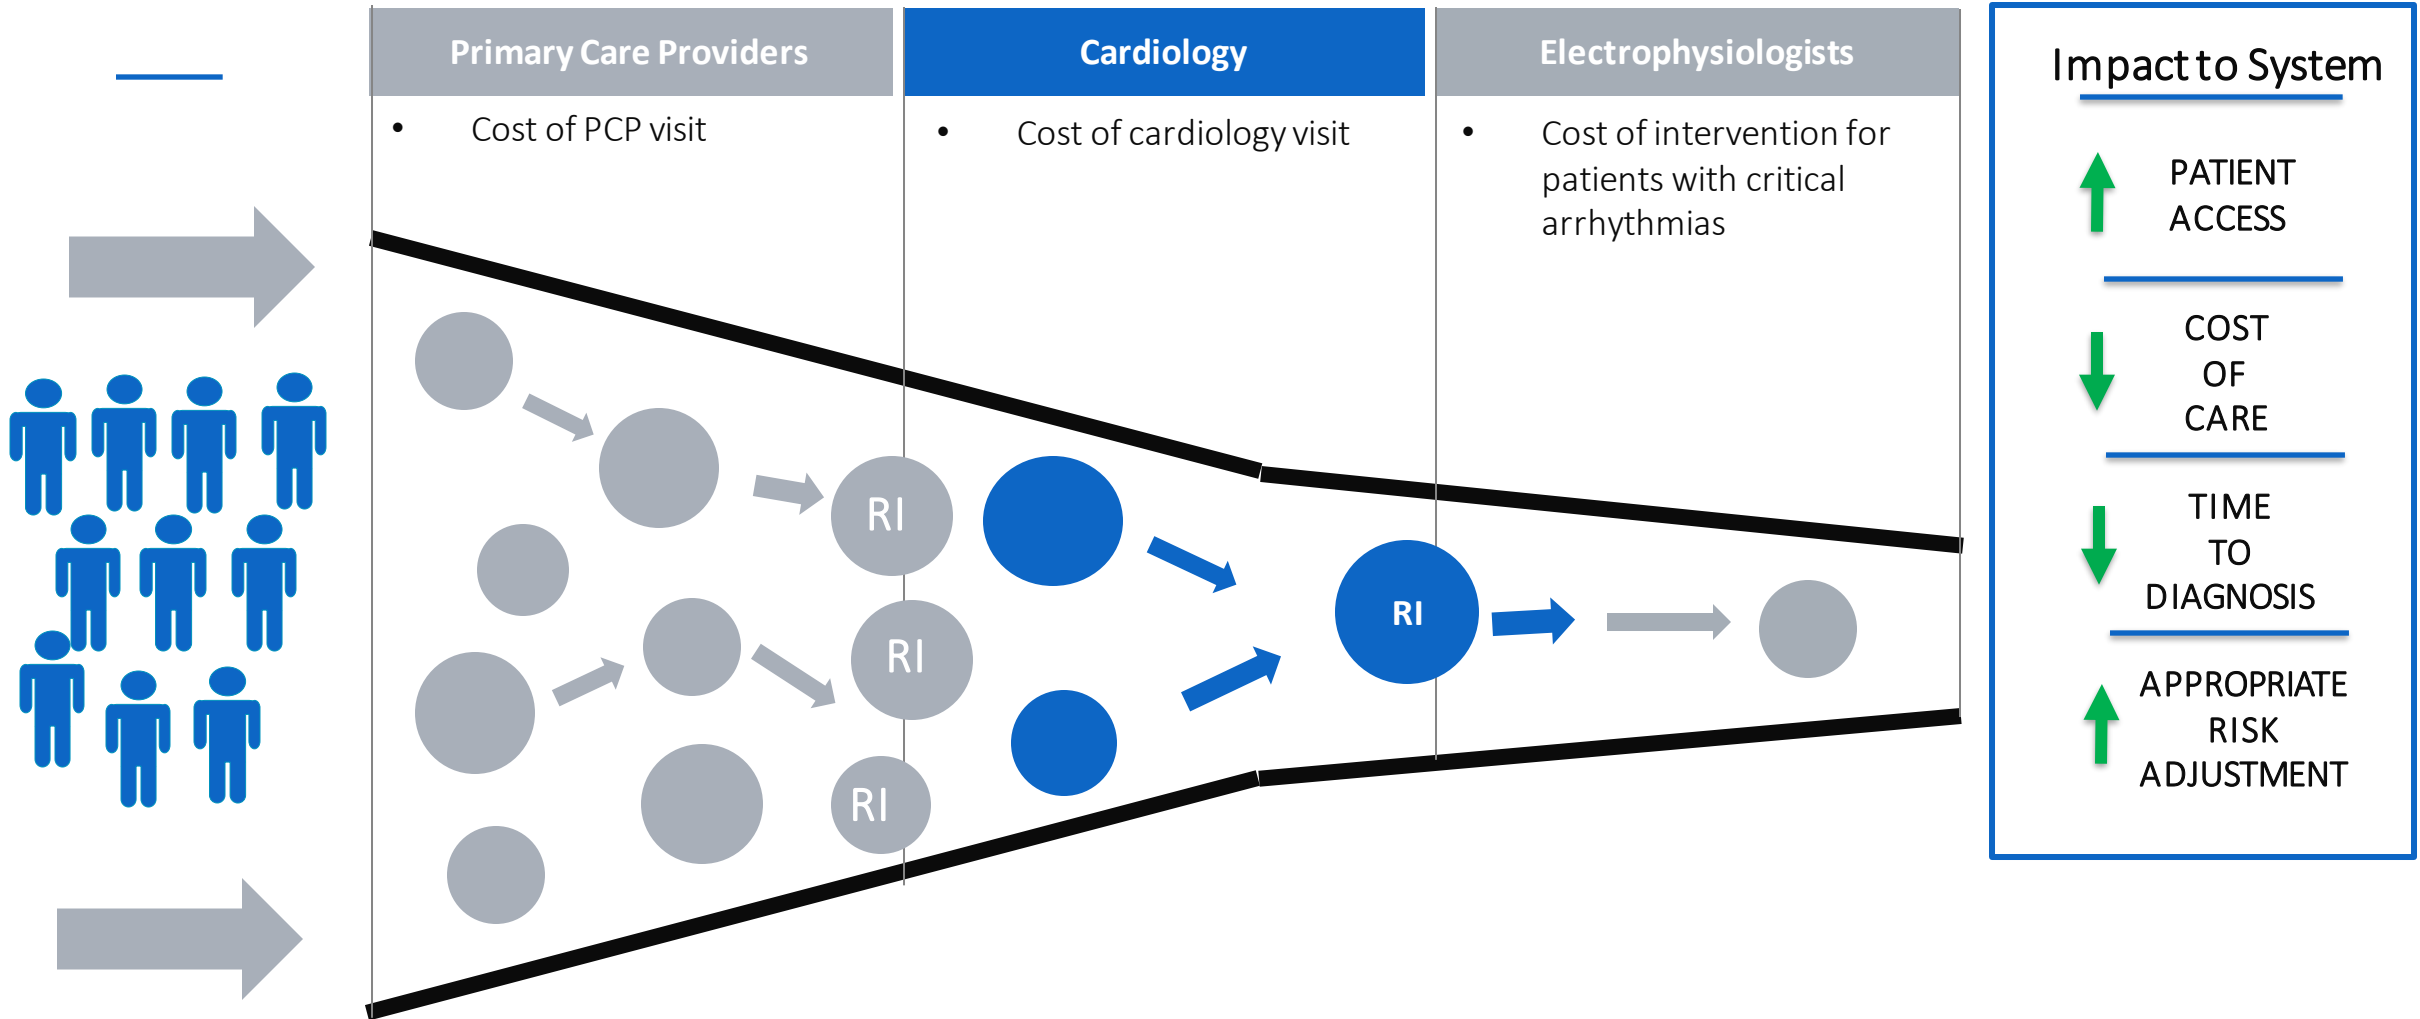 Primary Care Providers
Cardiology
Electrophysiologists
Impact to System
• Cost of PCP visit
• Cost of cardiology visit
• Cost of intervention for
patients with critical
arrhythmias
PATIENT
ACCESS
COST
OF
CARE
TIME
TO
DIAGNOSIS
APPROPRIATE
RISK
ADJUSTMENT
RI
RI
RI
RI